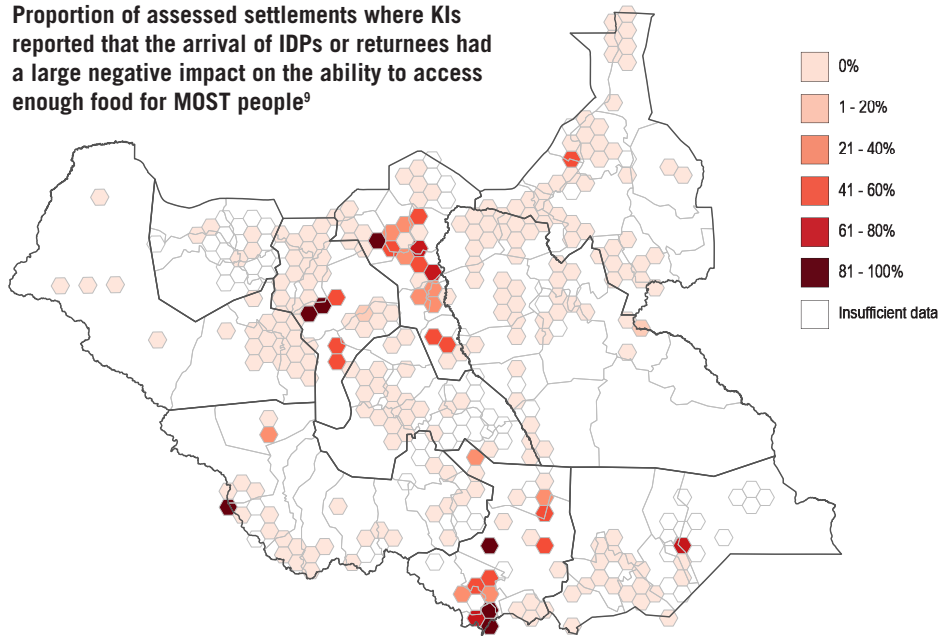 Proportion of assessed settlements where KIs
reported that the arrival of IDPs or returnees had
a large negative impact on the ability to access
enough food for MOST people⁹
0%
1 - 20%
21 - 40%
41 - 60%
61 - 80%
81 - 100%
Insufficient data